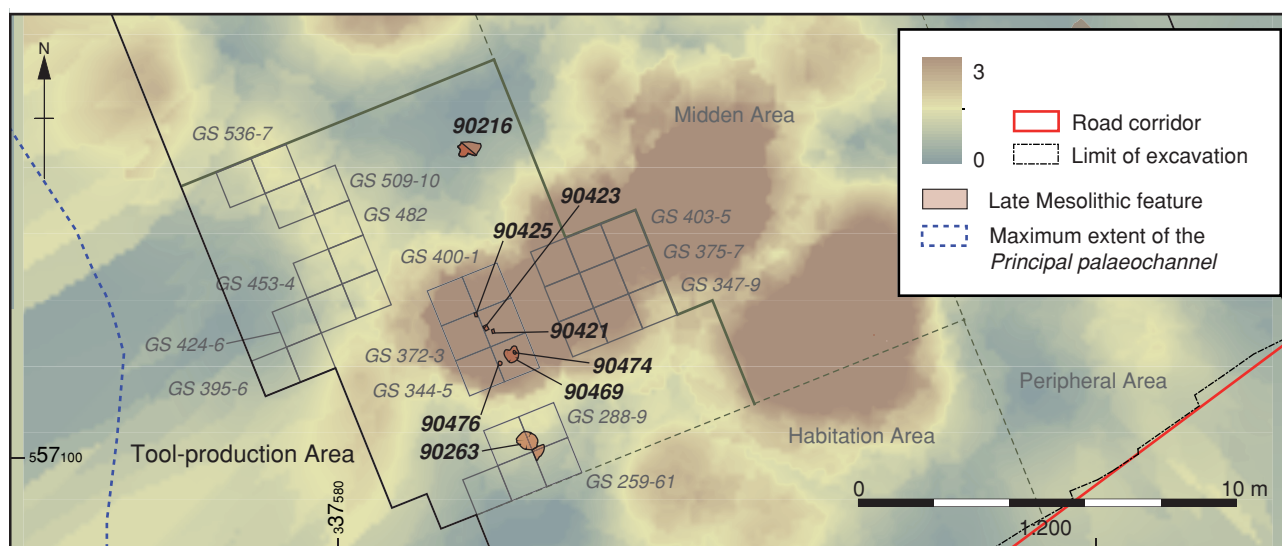 N
GS 536-7
90216
Midden Area
GS 509-10
90423
GS 482
90425
GS 403-5
GS 400-1
GS 375-7
GS 453-4
GS 347-9
90421
GS 424-6
GS 372-3
90474
GS 395-6
GS 344-5
90469
90476
GS 288-9
Peripheral Area
Habitation Area
90263
Tool-production Area
GS 259-61
557100
337580
3
0
Road corridor
Limit of excavation
Late Mesolithic feature
Maximum extent of the
Principal palaeochannel
0
10 m
1:200